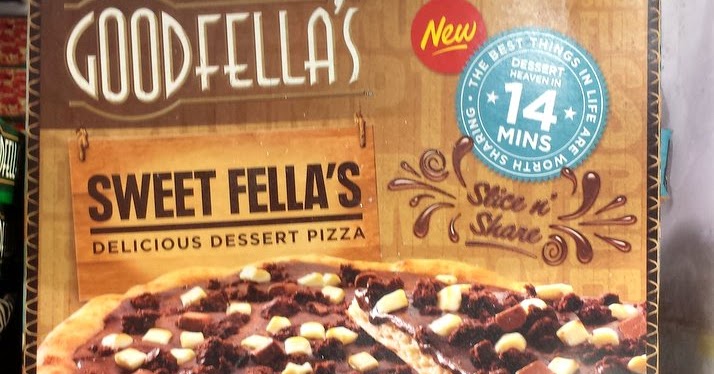 GOODFELLA'S
New
THE BEST THINGS IN LIFE ARE WORTH SHARING
DESSERT
HEAVEN IN
14
MINS
SWEET FELLA'S
DELICIOUS DESSERT PIZZA
Slice n'
Share